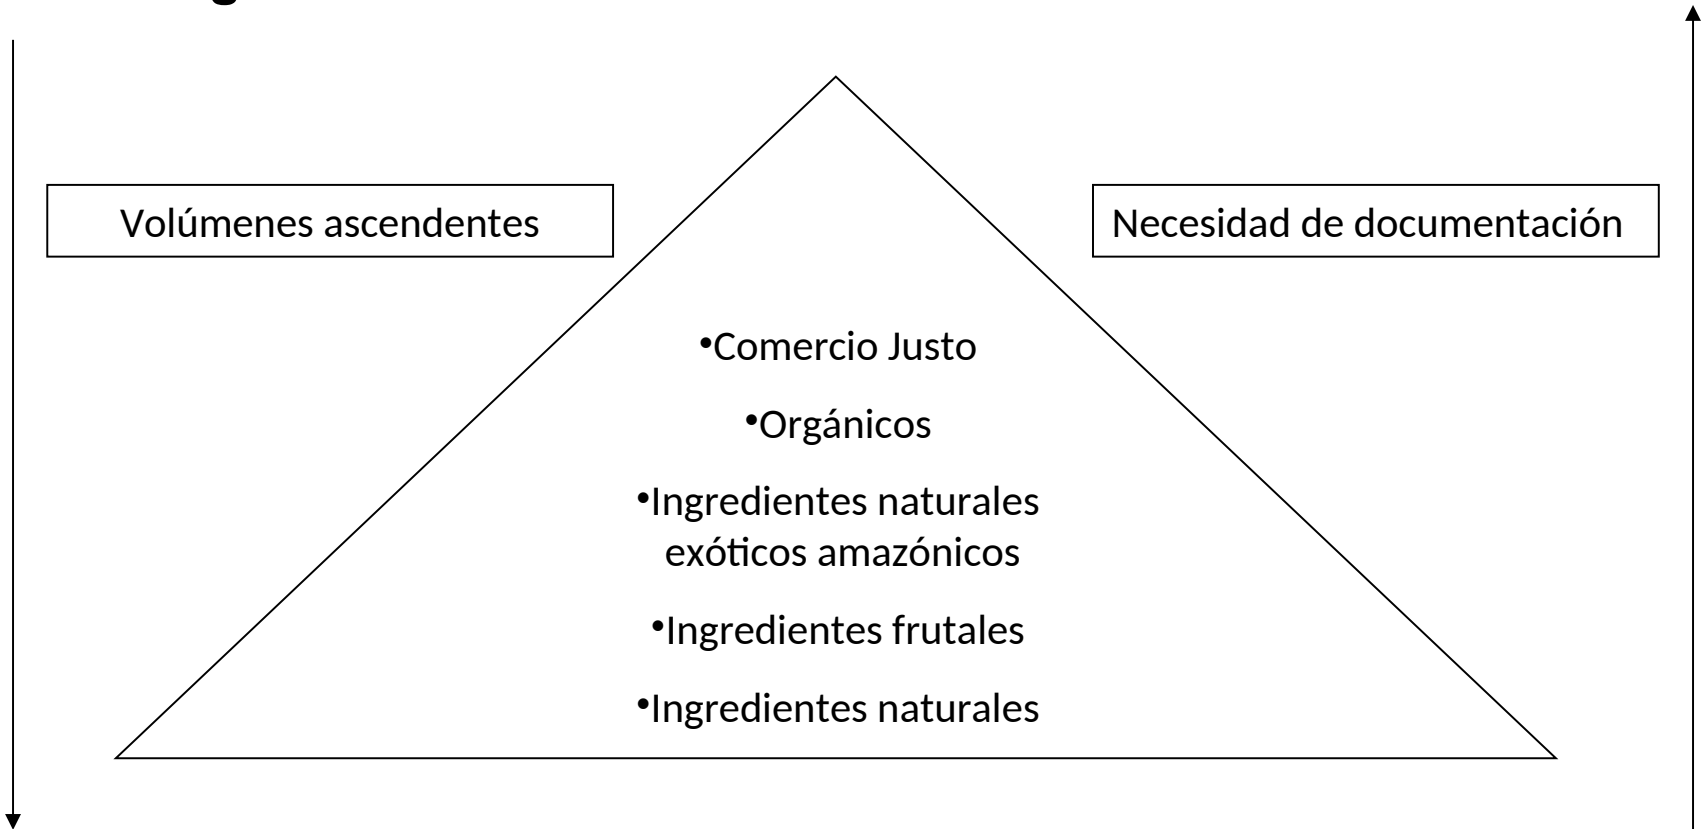 Volúmenes ascendentes
Necesidad de documentación
•Comercio Justo
•Orgánicos
•Ingredientes naturales
exóticos amazónicos
•Ingredientes frutales
•Ingredientes naturales